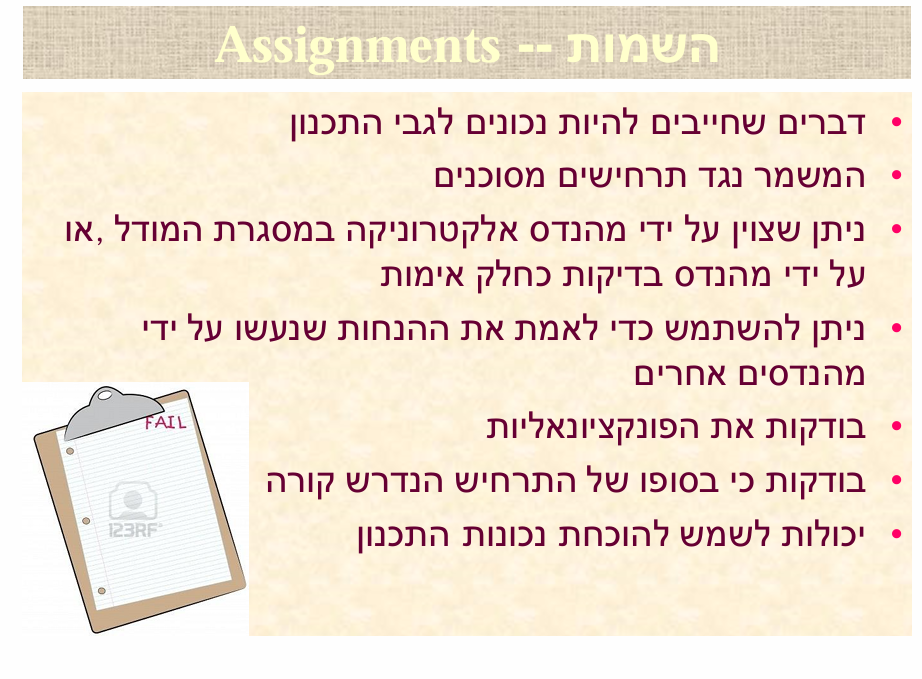 השמות -- Assignments
• דברים שחייבים להיות נכונים לגבי התכנון
• המשמר נגד תרחישים מסוכנים
• ניתן שצוין על ידי מהנדס אלקטרוניקה במסגרת המודל ,או
על ידי מהנדס בדיקות כחלק אימות
• ניתן להשתמש כדי לאמת את ההנחות שנעשו על ידי
מהנדסים אחרים
• בודקות את הפונקציונאליות
• בודקות כי בסופו של התרחיש הנדרש קורה
• יכולות לשמש להוכחת נכונות התכנון
FAIL
123RF